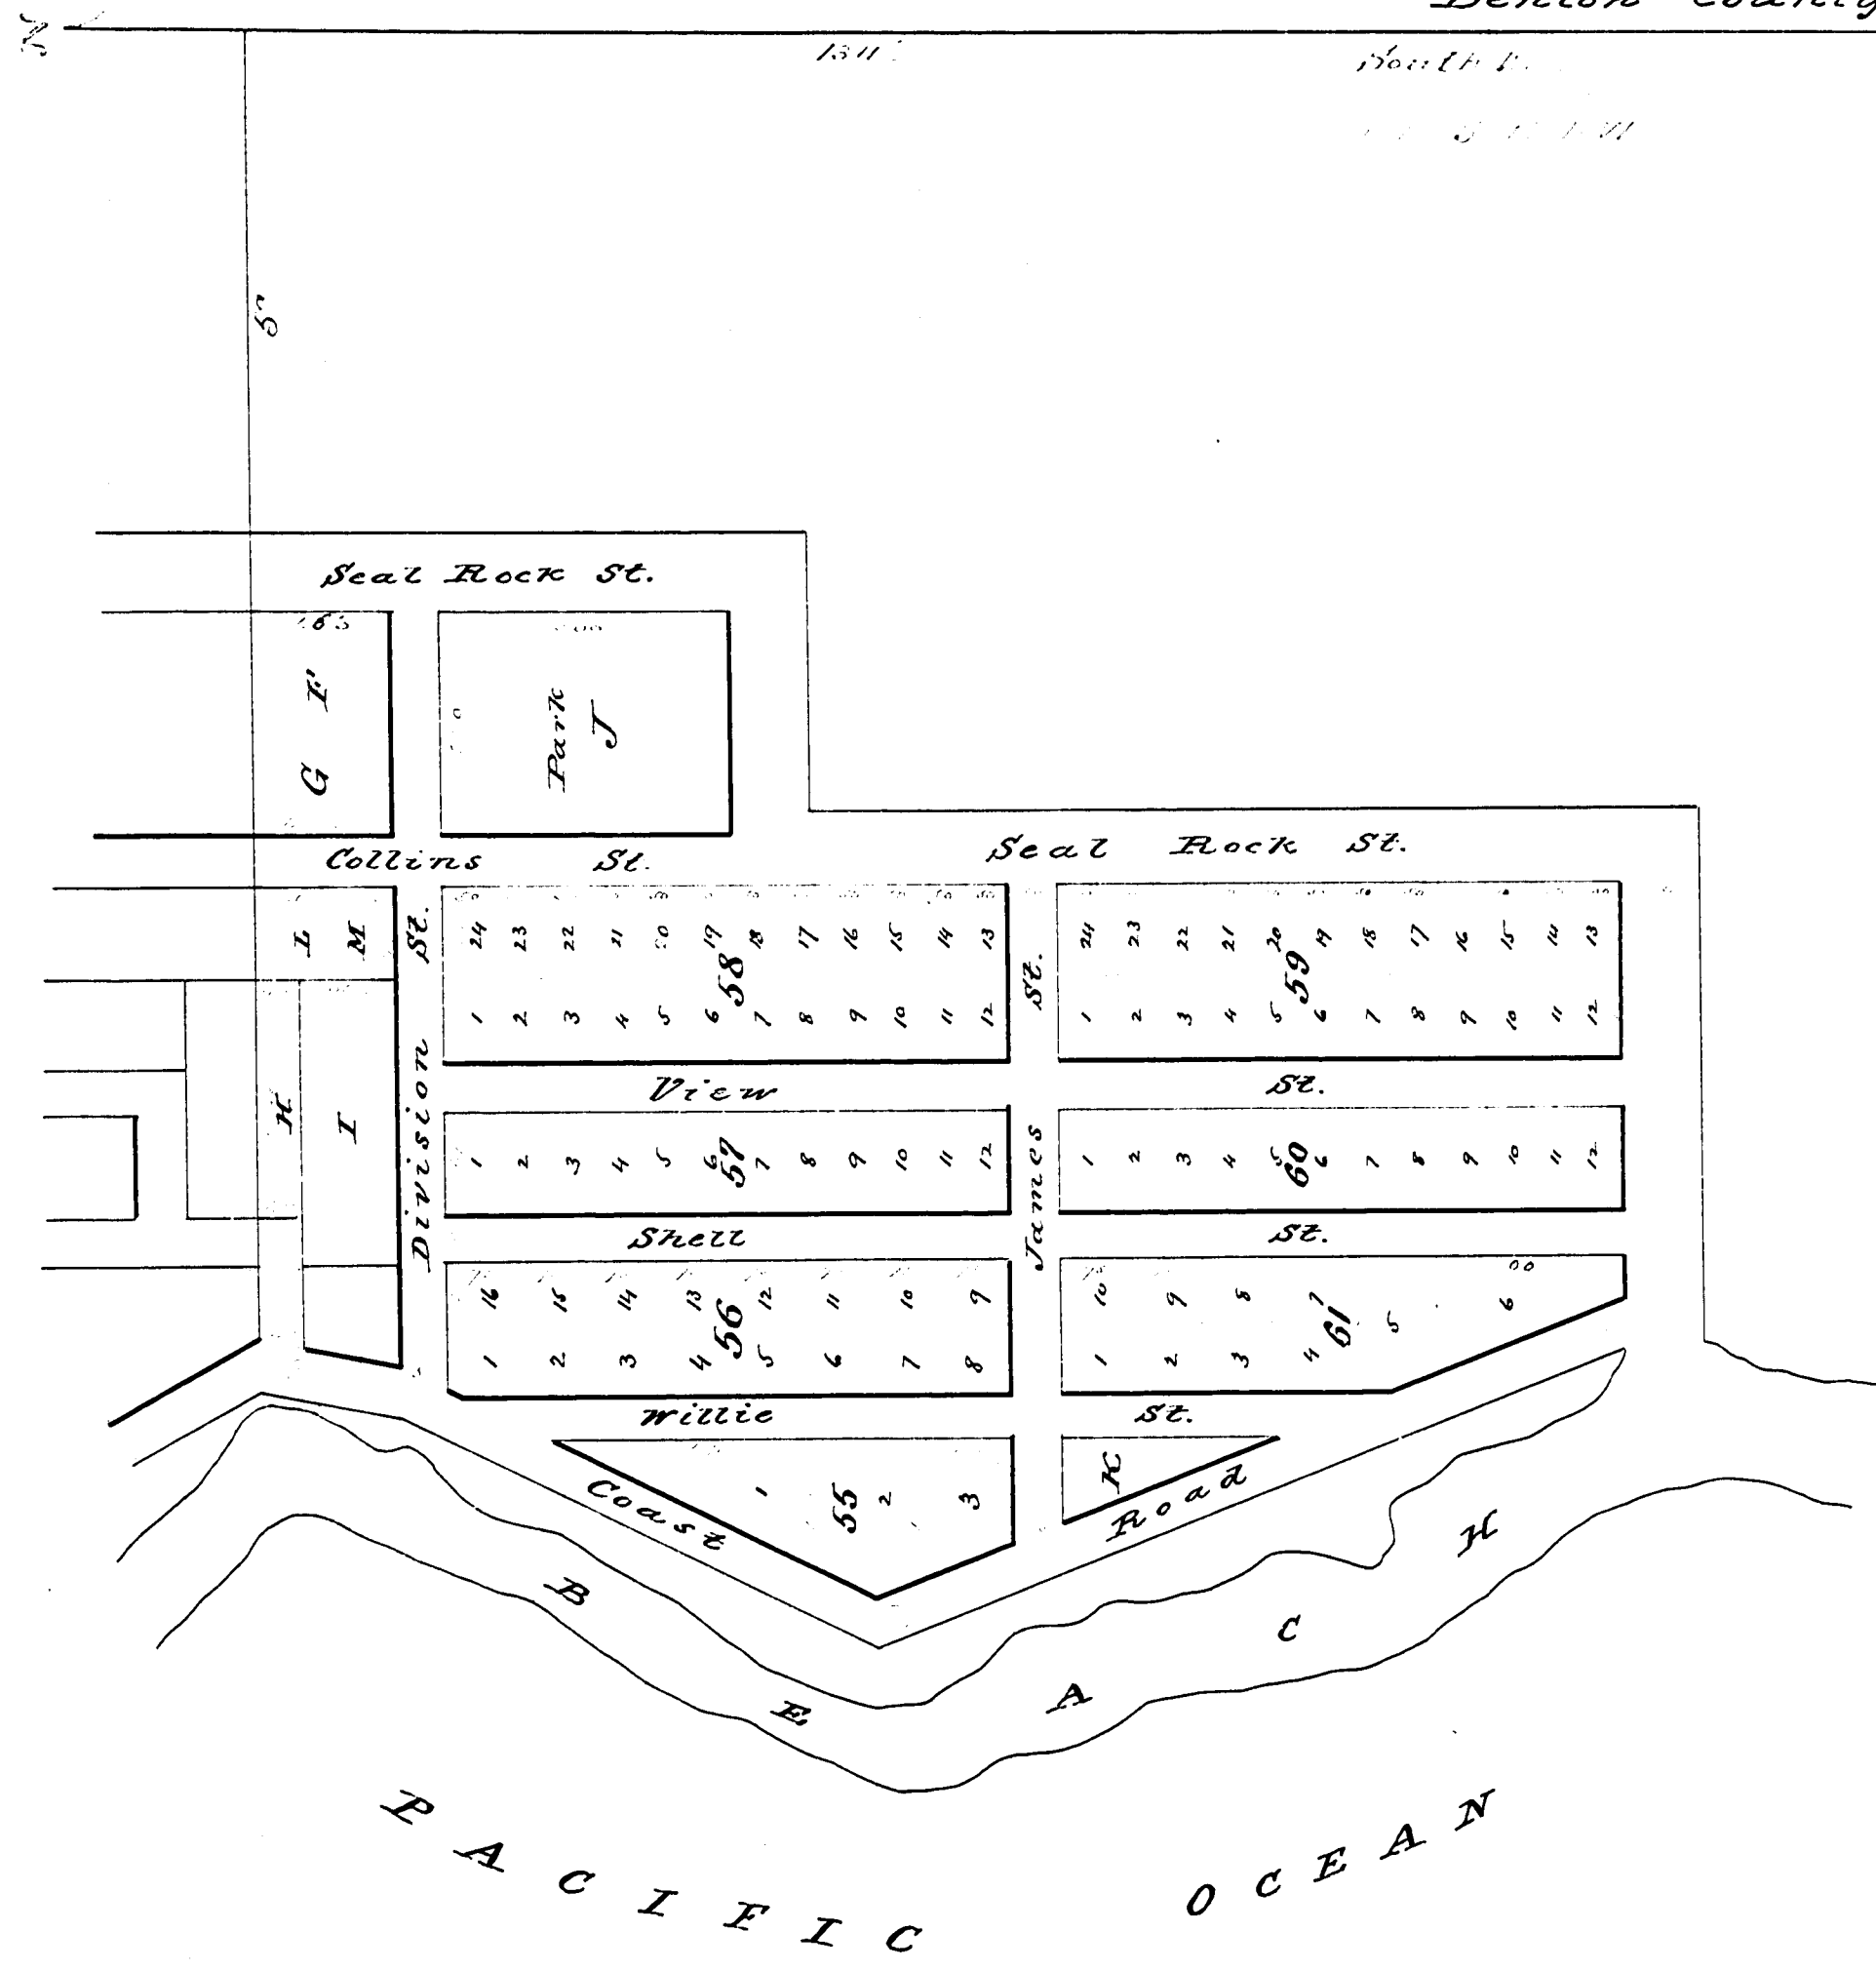 Benton County
1311
South
5
Seal Rock St.
G F
Park
J
Collins St.
Seal Rock St.
L M
Division St.
24 23 22 21 20 19 18 17 16 15 14 13
58
1 2 3 4 5 6 7 8 9 10 11 12
James St.
24 23 22 21 20 19 18 17 16 15 14 13
59
1 2 3 4 5 6 7 8 9 10 11 12
View St.
H I
1 2 3 4 5 6 7 8 9 10 11 12
57
1 2 3 4 5 6 7 8 9 10 11 12
60
Shell St.
16 15 14 13 12 11 10 9
56
1 2 3 4 5 6 7 8
10 9 8 7 6
61
1 2 3 4 5
Willie St.
1 2 3
55
K
Coast Road
BEACH
PACIFIC OCEAN